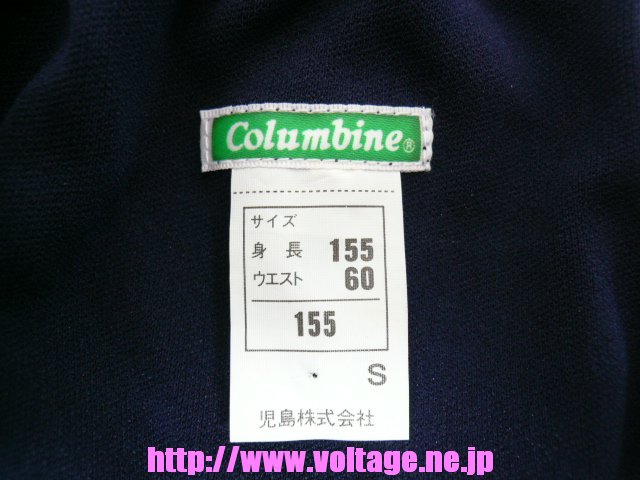 Columbine®
サイズ
身長 155
ウエスト 60
155
S
児島株式会社
http://www.voltage.ne.jp